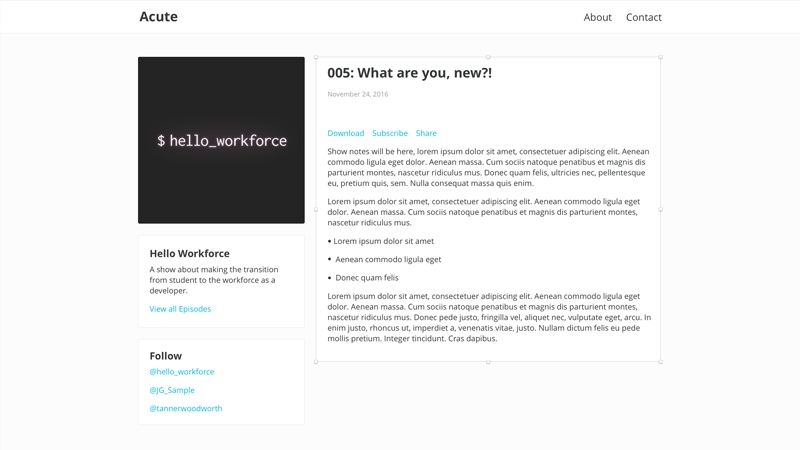 Acute
About
Contact
$ hello_workforce
Hello Workforce
A show about making the transition
from student to the workforce as a
developer.
View all Episodes
Follow
@hello_workforce
@JG_Sample
@tannerwoodworth
005: What are you, new?!
November 24, 2016
Download Subscribe Share
Show notes will be here, lorem ipsum dolor sit amet, consectetuer adipiscing elit. Aenean
commodo ligula eget dolor. Aenean massa. Cum sociis natoque penatibus et magnis dis
parturient montes, nascetur ridiculus mus. Donec quam felis, ultricies nec, pellentesque
eu, pretium quis, sem. Nulla consequat massa quis enim.
Lorem ipsum dolor sit amet, consectetuer adipiscing elit. Aenean commodo ligula eget
dolor. Aenean massa. Cum sociis natoque penatibus et magnis dis parturient montes,
nascetur ridiculus mus.
• Lorem ipsum dolor sit amet
• Aenean commodo ligula eget
• Donec quam felis
Lorem ipsum dolor sit amet, consectetuer adipiscing elit. Aenean commodo ligula eget
dolor. Aenean massa. Cum sociis natoque penatibus et magnis dis parturient montes,
nascetur ridiculus mus. Donec pede justo, fringilla vel, aliquet nec, vulputate eget, arcu. In
enim justo, rhoncus ut, imperdiet a, venenatis vitae, justo. Nullam dictum felis eu pede
mollis pretium. Integer tincidunt. Cras dapibus.